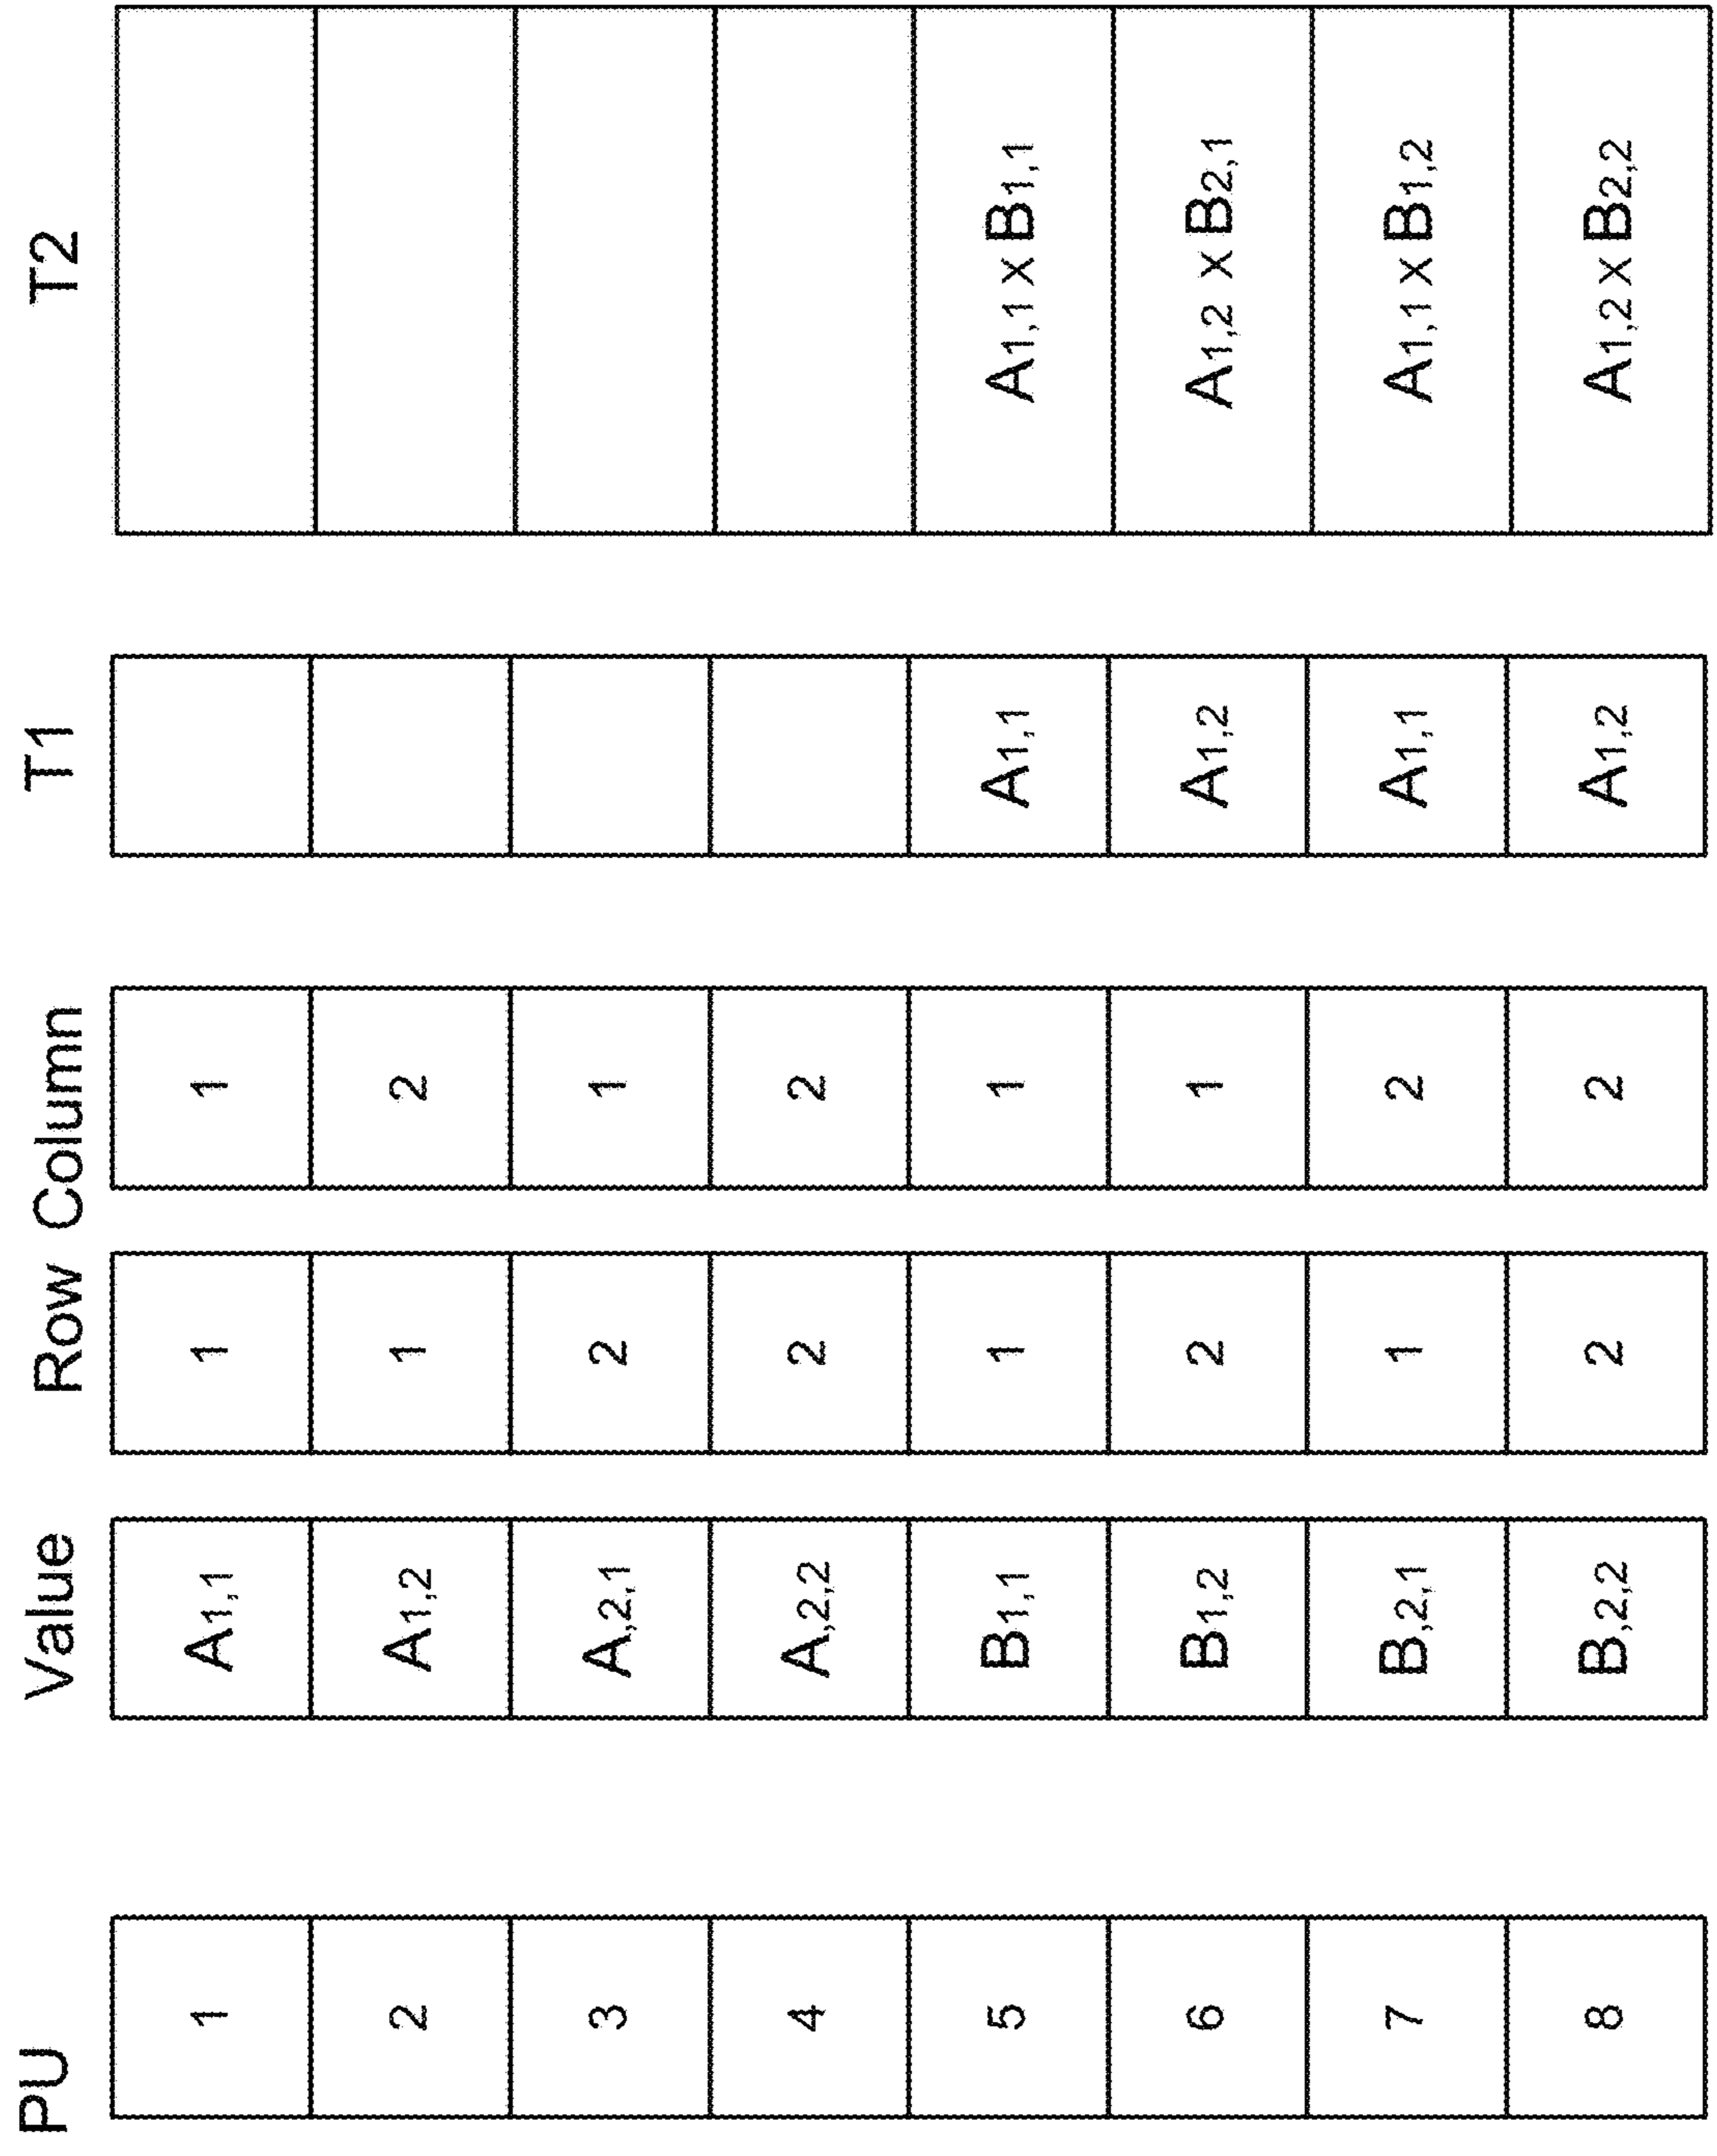 PU Value Row Column T1 T2
1 A1,1 1 1
2 A1,2 1 2
3 A,2,1 2 1
4 A,2,2 2 2
5 B1,1 1 1 A1,1 A1,1 x B1,1
6 B1,2 2 1 A1,2 A1,2 x B2,1
7 B,2,1 1 2 A1,1 A1,1 x B1,2
8 B,2,2 2 2 A1,2 A1,2 x B2,2